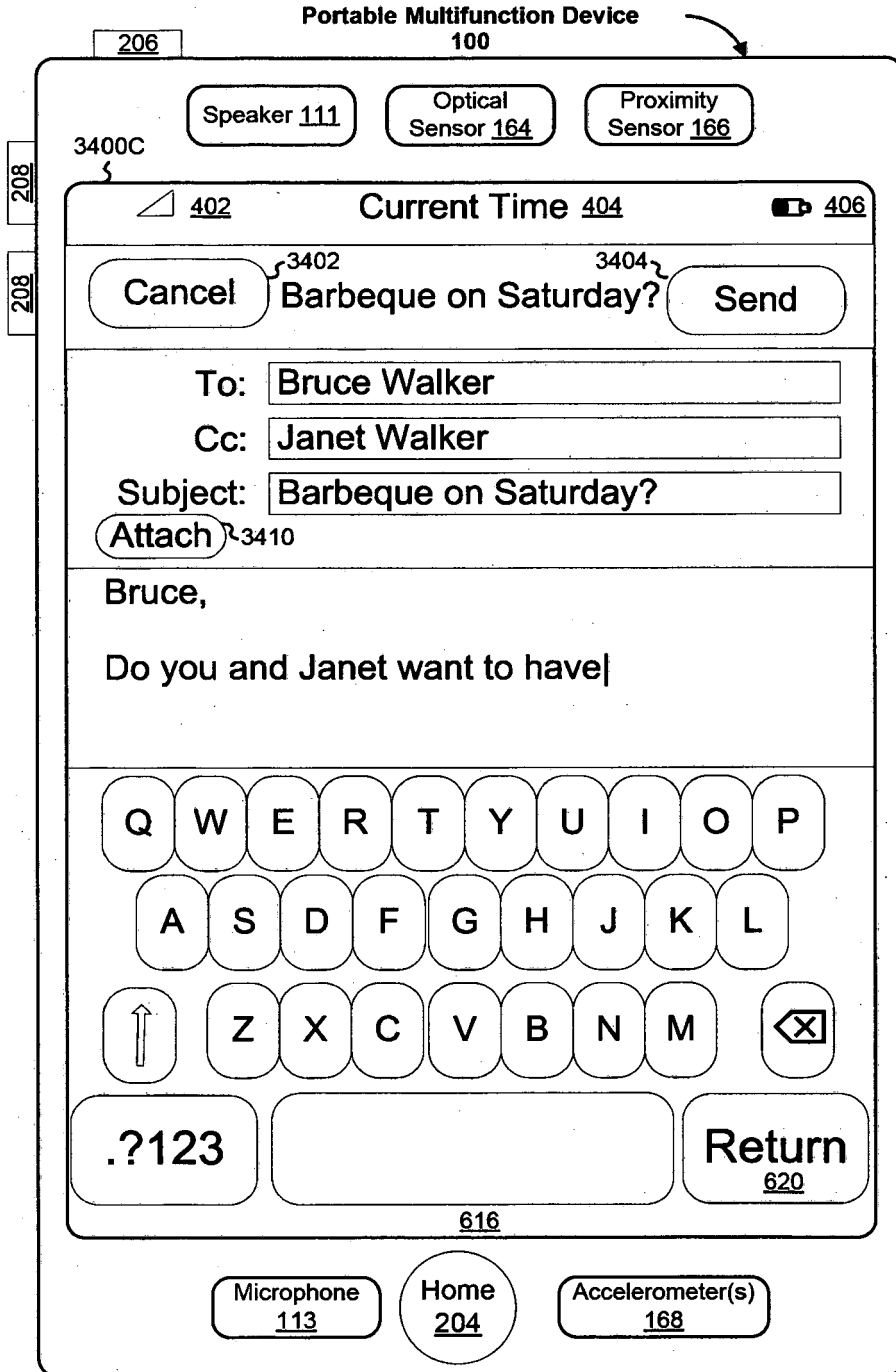 Portable Multifunction Device
100
206
Speaker 111
Optical
Sensor 164
Proximity
Sensor 166
3400C
208
208
402 Current Time 404 406
3402
3404
Cancel Barbeque on Saturday? Send
To: Bruce Walker
Cc: Janet Walker
Subject: Barbeque on Saturday?
Attach 3410
Bruce,
Do you and Janet want to have
Q W E R T Y U I O P
A S D F G H J K L
Z X C V B N M
.?123 Return
620
616
Microphone
113
Home
204
Accelerometer(s)
168